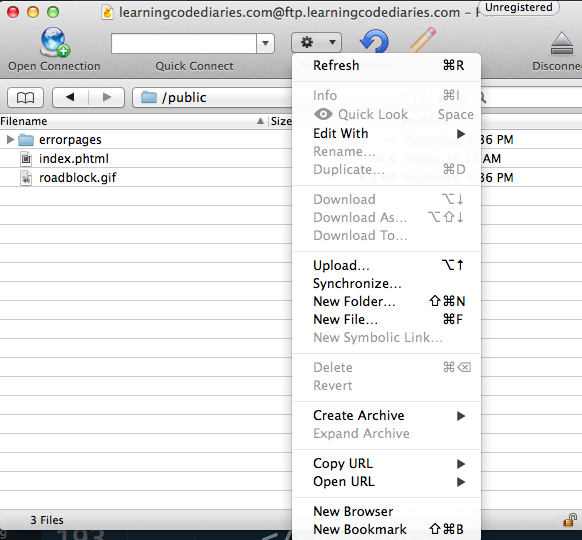 learningcodediaries.com@ftp.learningcodediaries.com –
Unregistered
Open Connection
Quick Connect
Disconne
/public
Filename
Size
errorpages
index.phtml
roadblock.gif
Refresh ⌘R
Info ⌘I
Quick Look Space
Edit With
Rename...
Duplicate... ⌘D
Download ⌥↓
Download As... ⌥⇧↓
Download To...
Upload... ⌥↑
Synchronize...
New Folder... ⇧⌘N
New File... ⌘F
New Symbolic Link...
Delete ⌘⌫
Revert
Create Archive
Expand Archive
Copy URL
Open URL
New Browser
New Bookmark ⇧⌘B
36 PM
AM
36 PM
3 Files
193
</